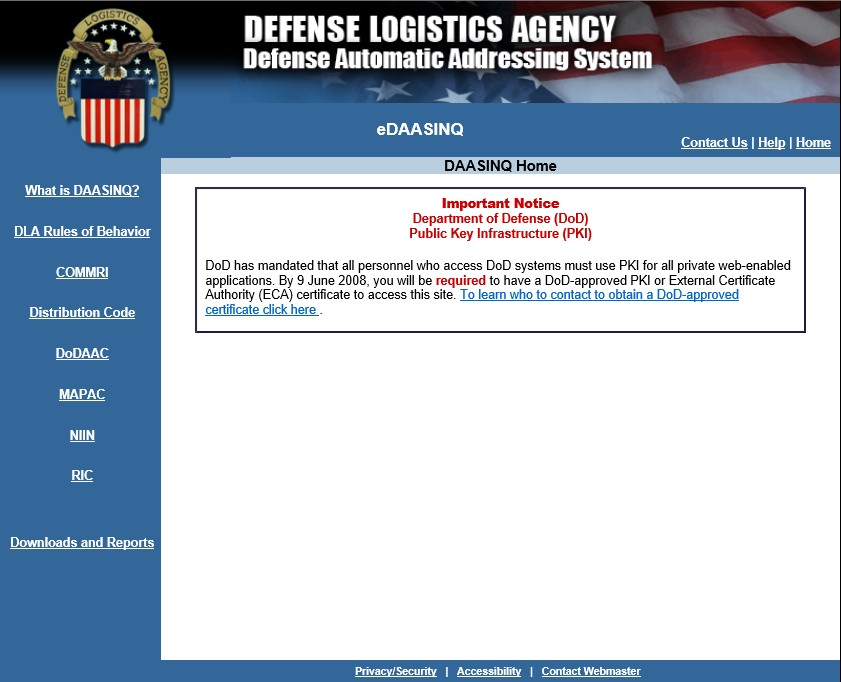 DEFENSE LOGISTICS AGENCY
Defense Automatic Addressing System
DEFENSE LOGISTICS AGENCY
eDAASINQ
Contact Us | Help | Home
DAASINQ Home
What is DAASINQ?
DLA Rules of Behavior
COMMRI
Distribution Code
DoDAAC
MAPAC
NIIN
RIC
Downloads and Reports
Important Notice
Department of Defense (DoD)
Public Key Infrastructure (PKI)
DoD has mandated that all personnel who access DoD systems must use PKI for all private web-enabled
applications. By 9 June 2008, you will be required to have a DoD-approved PKI or External Certificate
Authority (ECA) certificate to access this site. To learn who to contact to obtain a DoD-approved
certificate click here .
Privacy/Security | Accessibility | Contact Webmaster